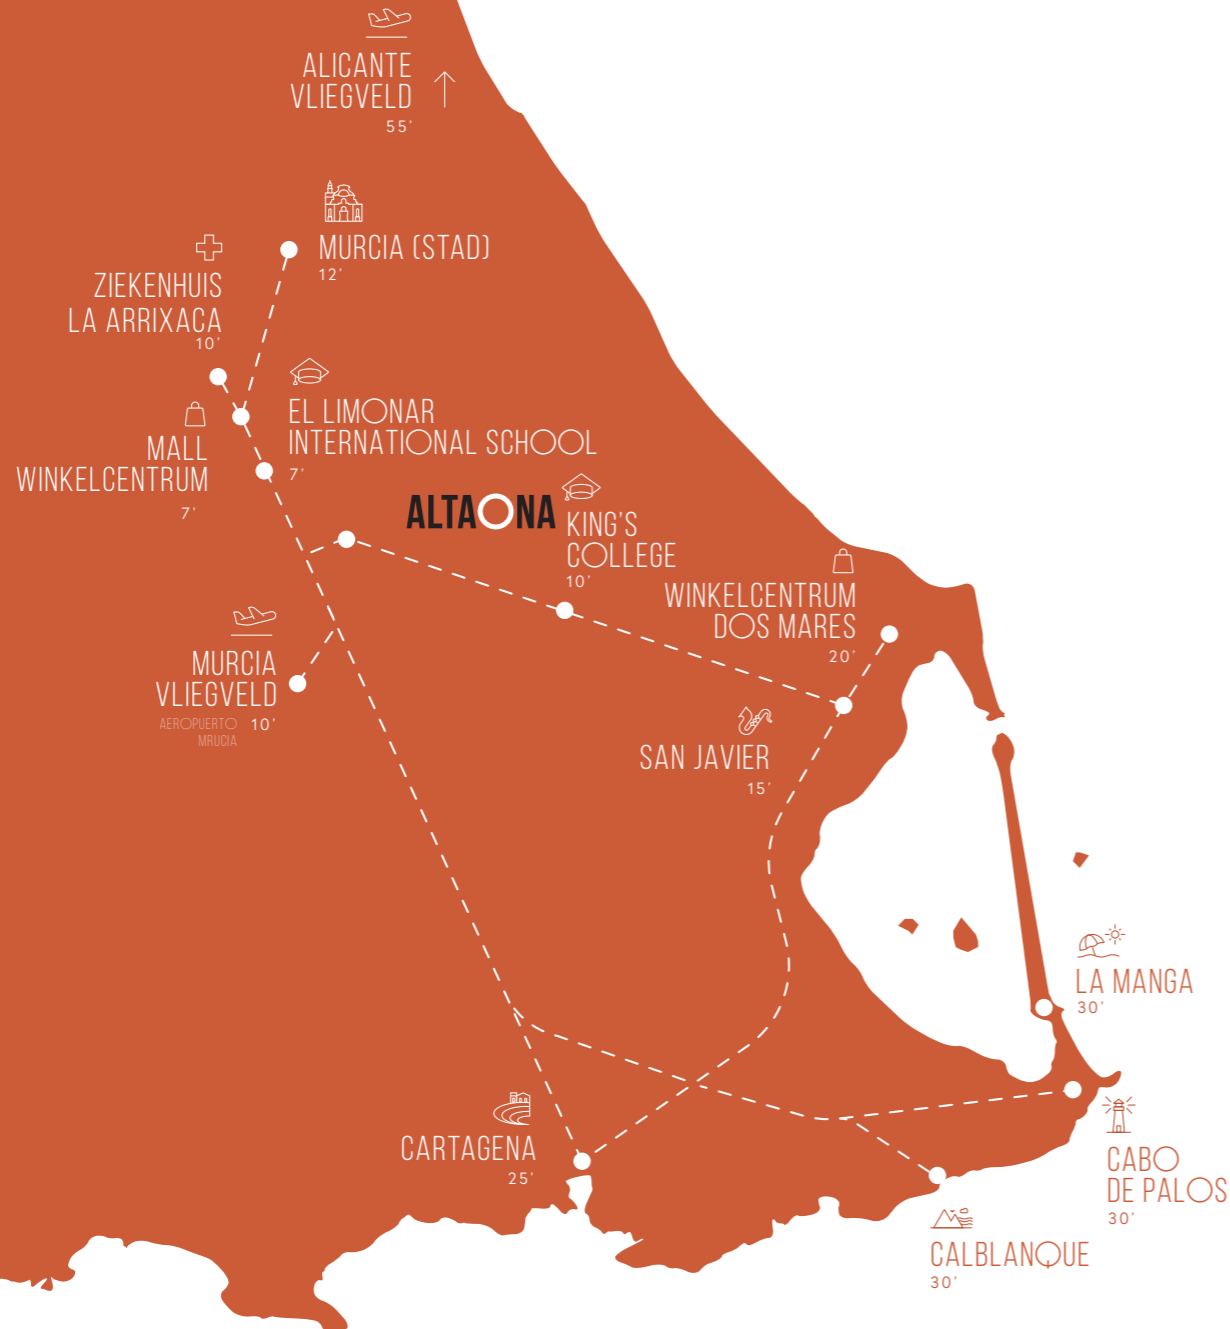 ALICANTE
VLIEGVELD
55'
MURCIA (STAD)
12'
ZIEKENHUIS
LA ARRIXACA
10'
EL LIMONAR
INTERNATIONAL SCHOOL
7'
MALL
WINKELCENTRUM
7'
ALTAONA
KING'S
COLLEGE
10'
WINKELCENTRUM
DOS MARES
20'
MURCIA
VLIEGVELD
AEROPUERTO 10'
MRUCIA
SAN JAVIER
15'
LA MANGA
30'
CARTAGENA
25'
CABO
DE PALOS
30'
CALBLANQUE
30'